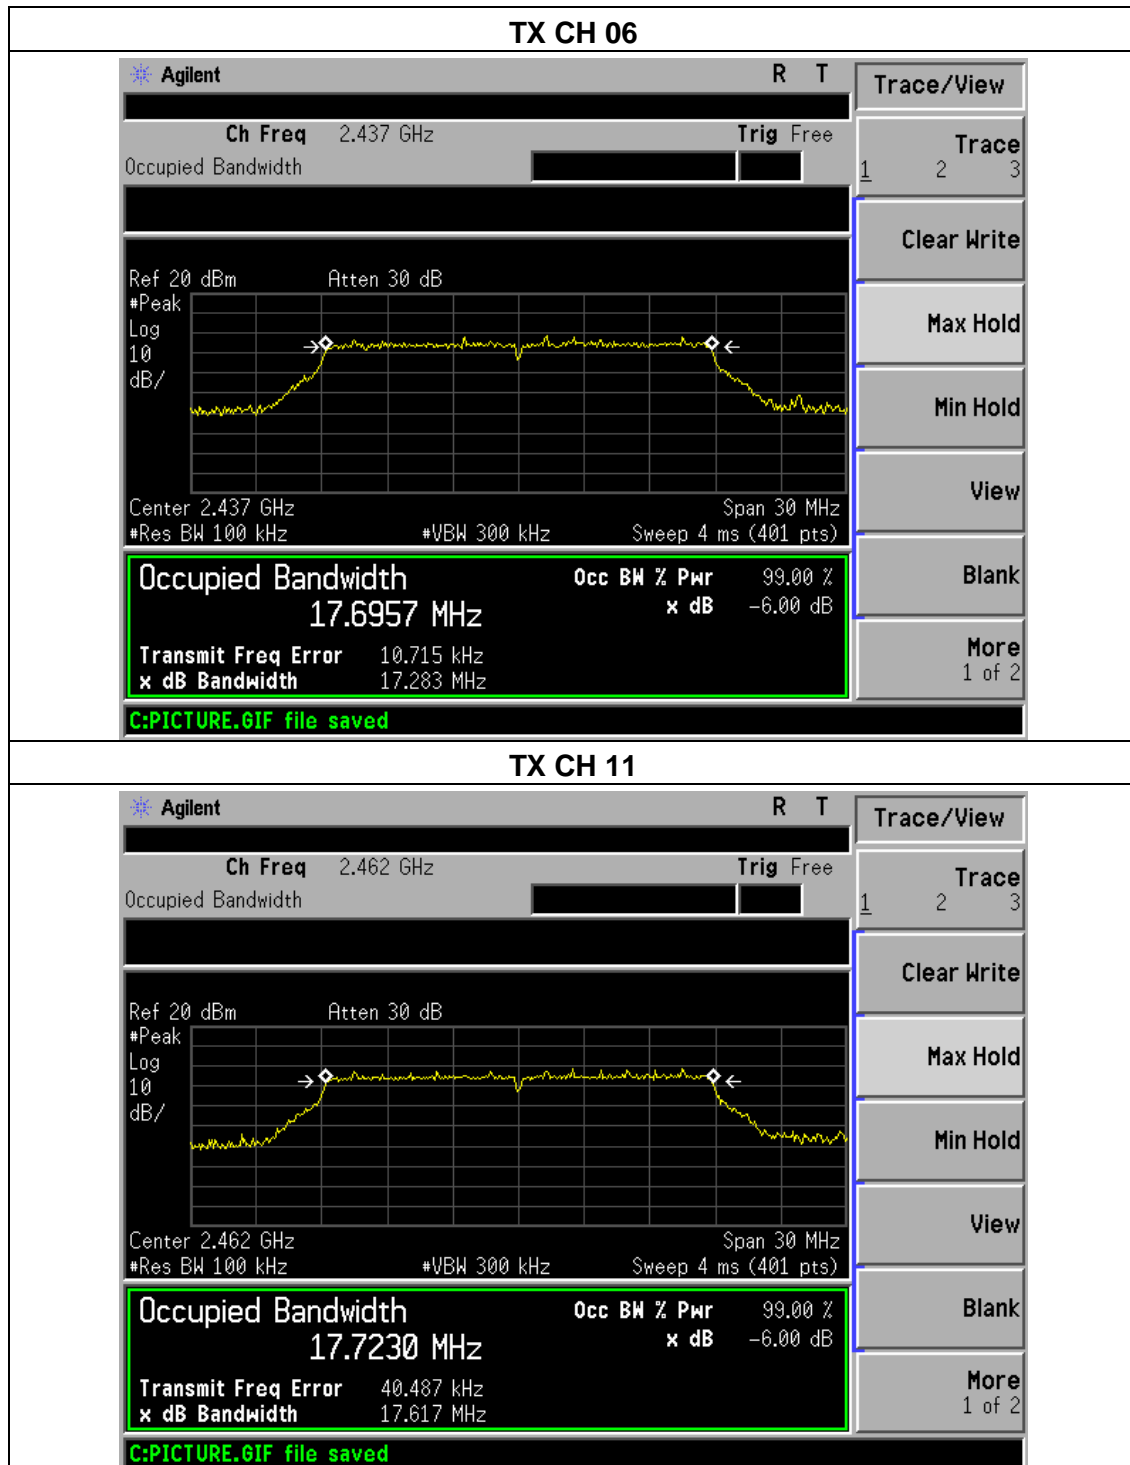 TX CH 06
Agilent R T
Trace/View
Ch Freq 2.437 GHz Trig Free
Occupied Bandwidth
Trace
1 2 3
Clear Write
Ref 20 dBm Atten 30 dB
#Peak
Log
10
dB/
Max Hold
Min Hold
View
Center 2.437 GHz Span 30 MHz
#Res BW 100 kHz #VBW 300 kHz Sweep 4 ms (401 pts)
Occupied Bandwidth Occ BW % Pwr 99.00 %
17.6957 MHz x dB -6.00 dB
Blank
Transmit Freq Error 10.715 kHz
x dB Bandwidth 17.283 MHz
More
1 of 2
C:PICTURE.GIF file saved
TX CH 11
Agilent R T
Trace/View
Ch Freq 2.462 GHz Trig Free
Occupied Bandwidth
Trace
1 2 3
Clear Write
Ref 20 dBm Atten 30 dB
#Peak
Log
10
dB/
Max Hold
Min Hold
View
Center 2.462 GHz Span 30 MHz
#Res BW 100 kHz #VBW 300 kHz Sweep 4 ms (401 pts)
Occupied Bandwidth Occ BW % Pwr 99.00 %
17.7230 MHz x dB -6.00 dB
Blank
Transmit Freq Error 40.487 kHz
x dB Bandwidth 17.617 MHz
More
1 of 2
C:PICTURE.GIF file saved